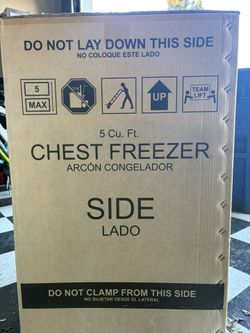 DO NOT LAY DOWN THIS SIDE
NO COLOQUE ESTE LADO
5
MAX
UP
TEAM
LIFT
5 Cu. Ft.
CHEST FREEZER
ARCÓN CONGELADOR
SIDE
LADO
DO NOT CLAMP FROM THIS SIDE
NO SUJETAR DESDE EL LATERAL